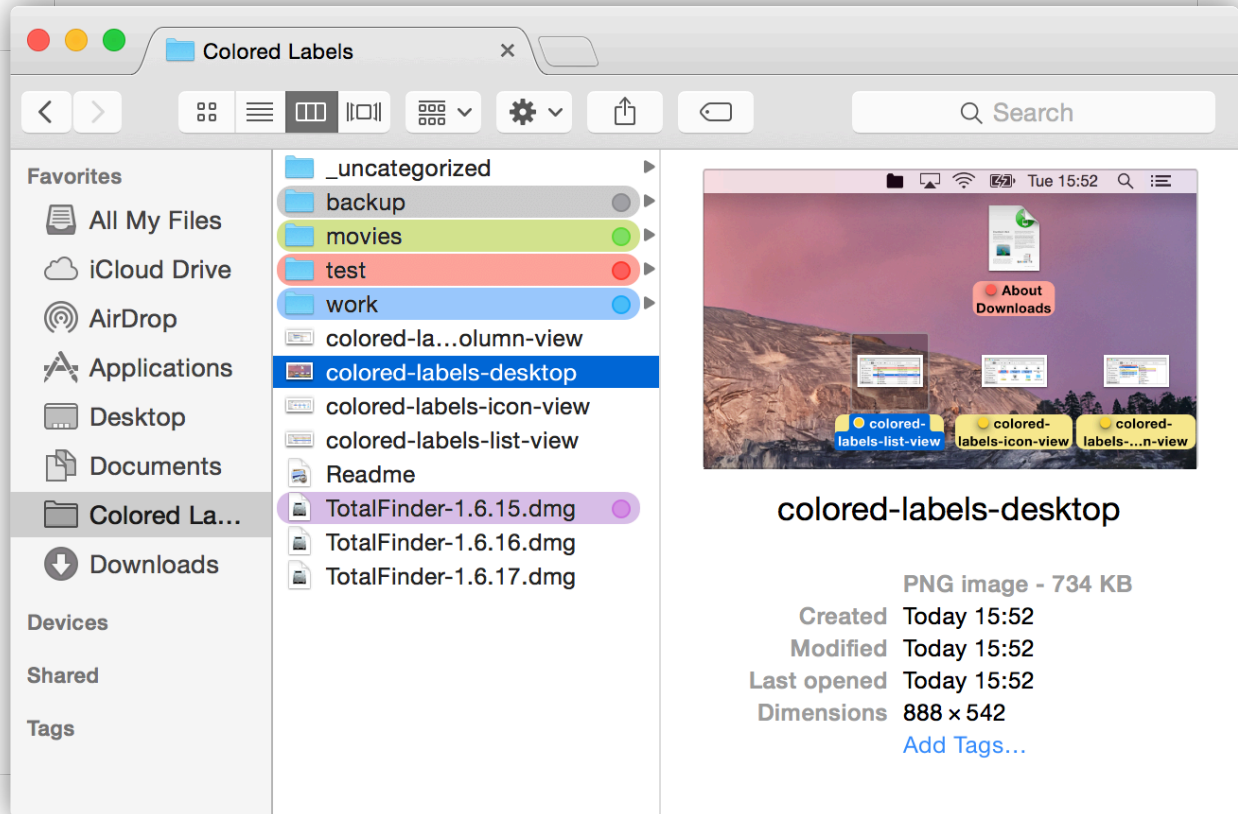 Colored Labels
Search
Favorites
All My Files
iCloud Drive
AirDrop
Applications
Desktop
Documents
Colored La...
Downloads
Devices
Shared
Tags
_uncategorized
backup
movies
test
work
colored-la...olumn-view
colored-labels-desktop
colored-labels-icon-view
colored-labels-list-view
Readme
TotalFinder-1.6.15.dmg
TotalFinder-1.6.16.dmg
TotalFinder-1.6.17.dmg
Tue 15:52
About
Downloads
colored-
labels-list-view
colored-
labels-icon-view
colored-
labels-...n-view
colored-labels-desktop
PNG image - 734 KB
Created Today 15:52
Modified Today 15:52
Last opened Today 15:52
Dimensions 888 × 542
Add Tags...